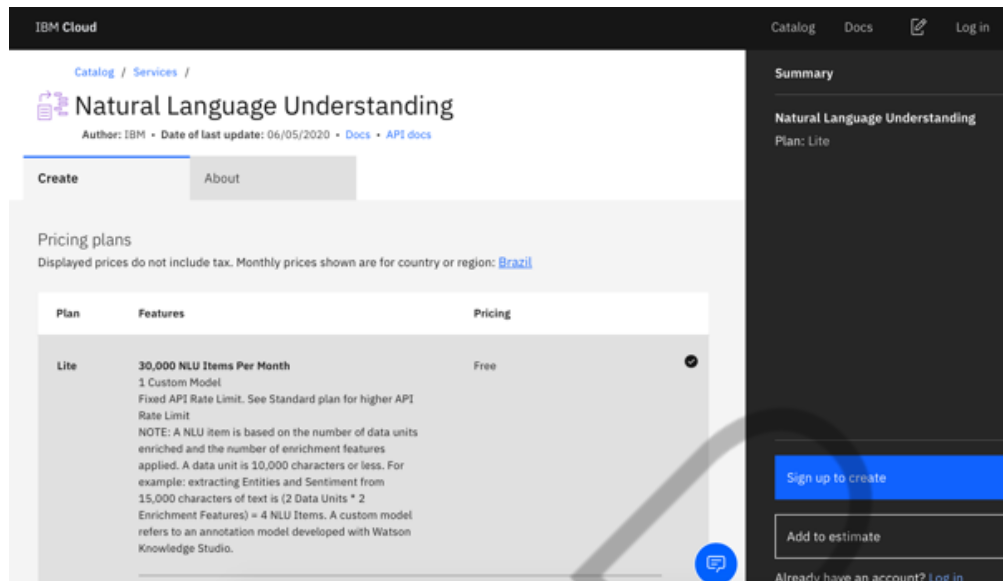 IBM Cloud
Catalog Docs Log in
Catalog / Services /
Natural Language Understanding
Author: IBM • Date of last update: 06/05/2020 • Docs • API docs
Create About
Pricing plans
Displayed prices do not include tax. Monthly prices shown are for country or region: Brazil
Plan Features Pricing
Lite 30,000 NLU Items Per Month Free
1 Custom Model
Fixed API Rate Limit. See Standard plan for higher API
Rate Limit
NOTE: A NLU item is based on the number of data units
enriched and the number of enrichment features
applied. A data unit is 10,000 characters or less. For
example: extracting Entities and Sentiment from
15,000 characters of text is (2 Data Units * 2
Enrichment Features) = 4 NLU Items. A custom model
refers to an annotation model developed with Watson
Knowledge Studio.
Summary
Natural Language Understanding
Plan: Lite
Sign up to create
Add to estimate
Already have an account? Log in